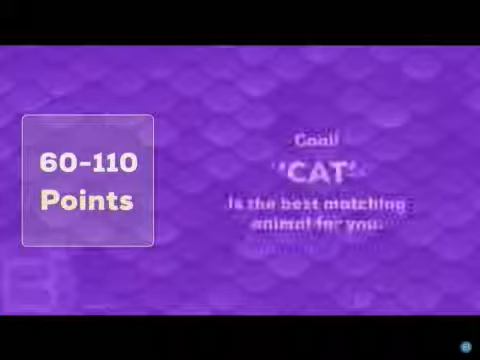 60-110
Points
Cool!
"CAT"
Is the best matching
animal for you.